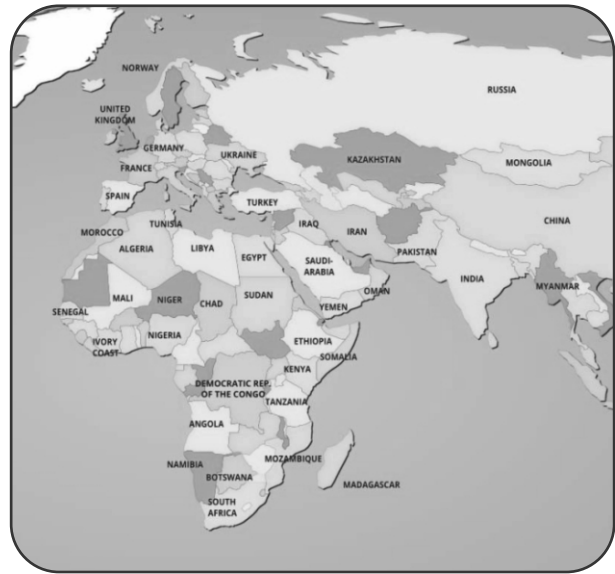 NORWAY
RUSSIA
UNITED
KINGDOM
GERMANY
UKRAINE
KAZAKHSTAN
MONGOLIA
FRANCE
SPAIN
TURKEY
CHINA
TUNISIA
MOROCCO
IRAQ
IRAN
ALGERIA
LIBYA
EGYPT
PAKISTAN
SAUDI-
ARABIA
INDIA
MYANMAR
OMAN
MALI
NIGER
CHAD
SUDAN
YEMEN
SENEGAL
NIGERIA
IVORY
COAST
ETHIOPIA
SOMALIA
KENYA
DEMOCRATIC REP.
OF THE CONGO
TANZANIA
ANGOLA
MOZAMBIQUE
NAMIBIA
BOTSWANA
MADAGASCAR
SOUTH
AFRICA